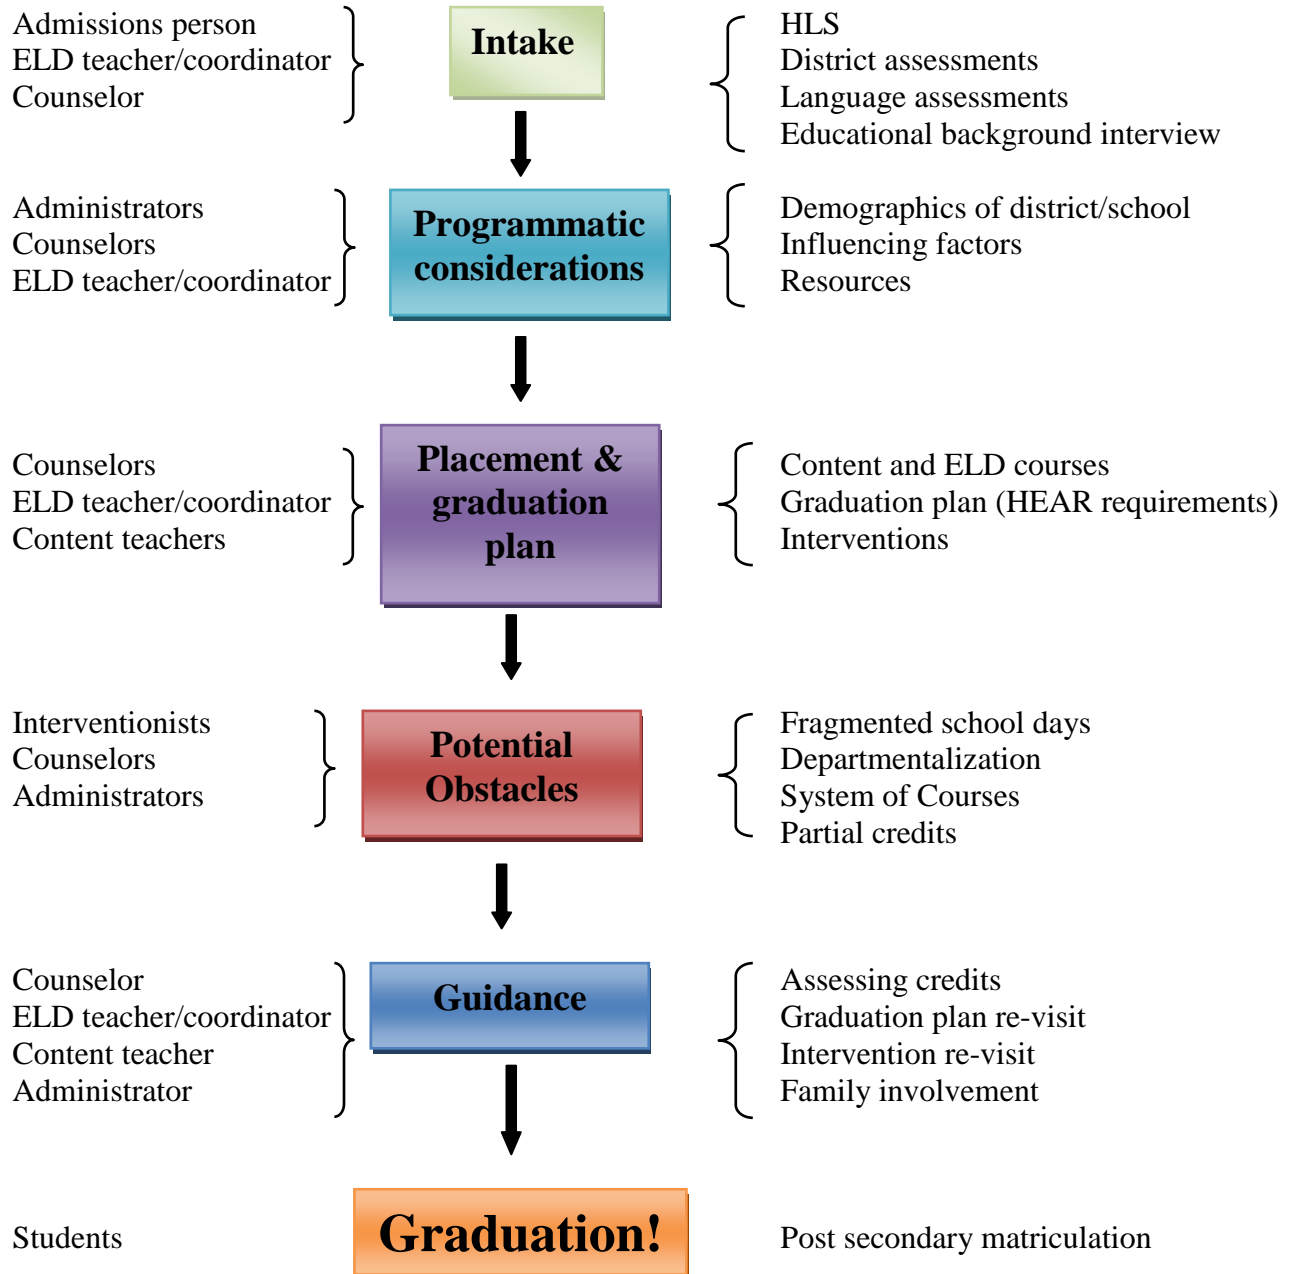 Admissions person
ELD teacher/coordinator
Counselor
Intake
HLS
District assessments
Language assessments
Educational background interview
Administrators
Counselors
ELD teacher/coordinator
Programmatic
considerations
Demographics of district/school
Influencing factors
Resources
Counselors
ELD teacher/coordinator
Content teachers
Placement &
graduation
plan
Content and ELD courses
Graduation plan (HEAR requirements)
Interventions
Interventionists
Counselors
Administrators
Potential
Obstacles
Fragmented school days
Departmentalization
System of Courses
Partial credits
Counselor
ELD teacher/coordinator
Content teacher
Administrator
Guidance
Assessing credits
Graduation plan re-visit
Intervention re-visit
Family involvement
Students
Graduation!
Post secondary matriculation